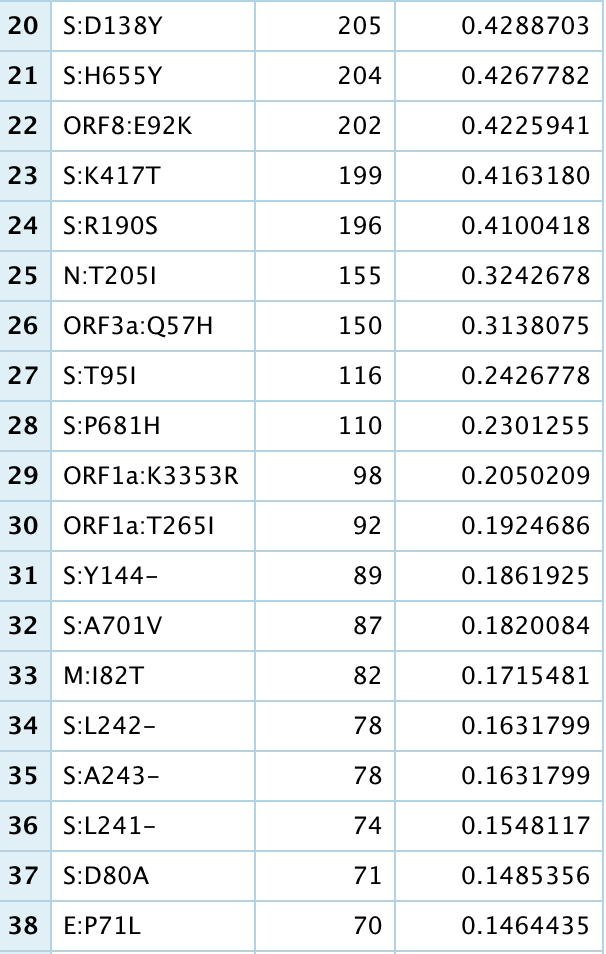 20 S:D138Y 205 0.4288703
21 S:H655Y 204 0.4267782
22 ORF8:E92K 202 0.4225941
23 S:K417T 199 0.4163180
24 S:R190S 196 0.4100418
25 N:T205I 155 0.3242678
26 ORF3a:Q57H 150 0.3138075
27 S:T95I 116 0.2426778
28 S:P681H 110 0.2301255
29 ORF1a:K3353R 98 0.2050209
30 ORF1a:T265I 92 0.1924686
31 S:Y144- 89 0.1861925
32 S:A701V 87 0.1820084
33 M:I82T 82 0.1715481
34 S:L242- 78 0.1631799
35 S:A243- 78 0.1631799
36 S:L241- 74 0.1548117
37 S:D80A 71 0.1485356
38 E:P71L 70 0.1464435